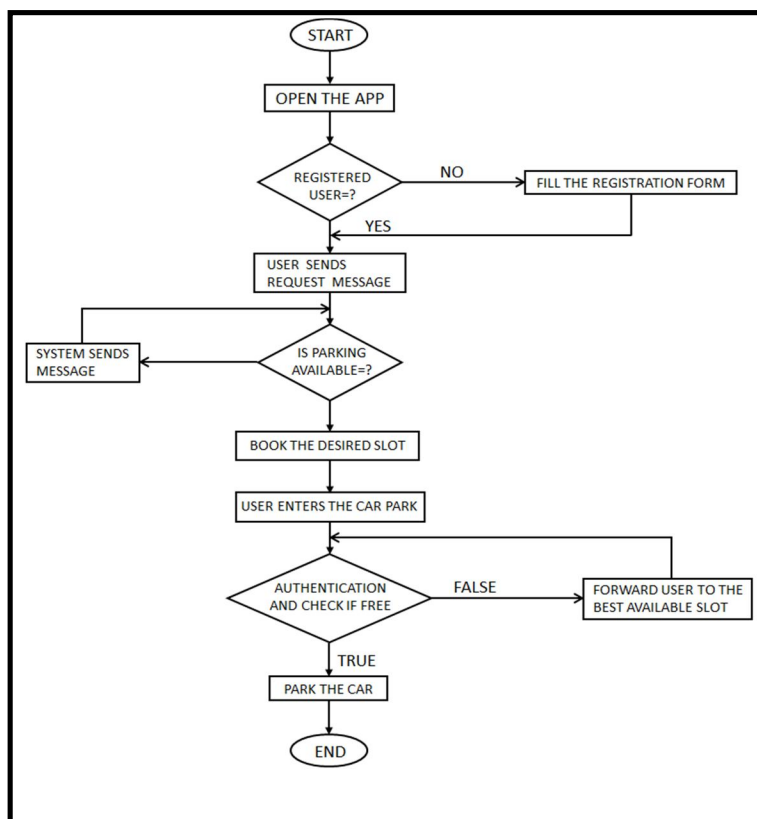 START
OPEN THE APP
REGISTERED
USER=?
NO
FILL THE REGISTRATION FORM
YES
USER SENDS
REQUEST MESSAGE
SYSTEM SENDS
MESSAGE
IS PARKING
AVAILABLE=?
BOOK THE DESIRED SLOT
USER ENTERS THE CAR PARK
AUTHENTICATION
AND CHECK IF FREE
FALSE
FORWARD USER TO THE
BEST AVAILABLE SLOT
TRUE
PARK THE CAR
END